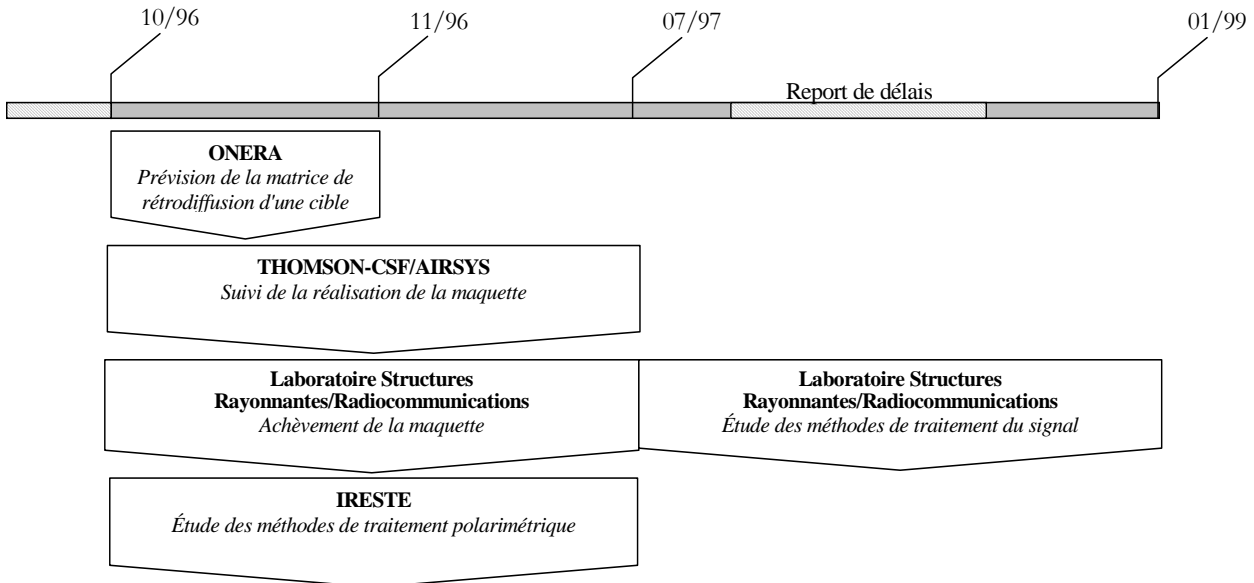 10/96
11/96
07/97
01/99
Report de délais
ONERA
Prévision de la matrice de
rétrodiffusion d'une cible
THOMSON-CSF/AIRSYS
Suivi de la réalisation de la maquette
Laboratoire Structures
Rayonnantes/Radiocommunications
Achèvement de la maquette
Laboratoire Structures
Rayonnantes/Radiocommunications
Étude des méthodes de traitement du signal
IRESTE
Étude des méthodes de traitement polarimétrique